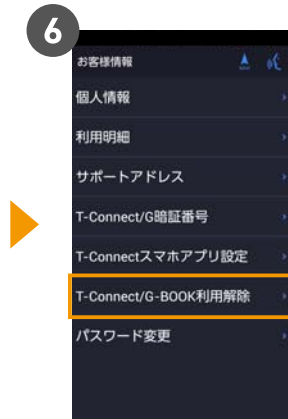 6
お客様情報
個人情報
利用明細
サポートアドレス
T-Connect/G暗証番号
T-Connectスマホアプリ設定
T-Connect/G-BOOK利用解除
パスワード変更